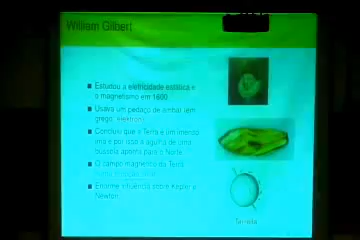 William Gilbert
Estudou a eletricidade estática e
o magnetismo em 1600.
Usava um pedaço de âmbar (em
grego, elektron).
Concluiu que a Terra é um imenso
ímã e por isso a agulha de uma
bússola aponta para o Norte.
O campo magnético da Terra
Enorme influência sobre Kepler e
Newton.
Terrella